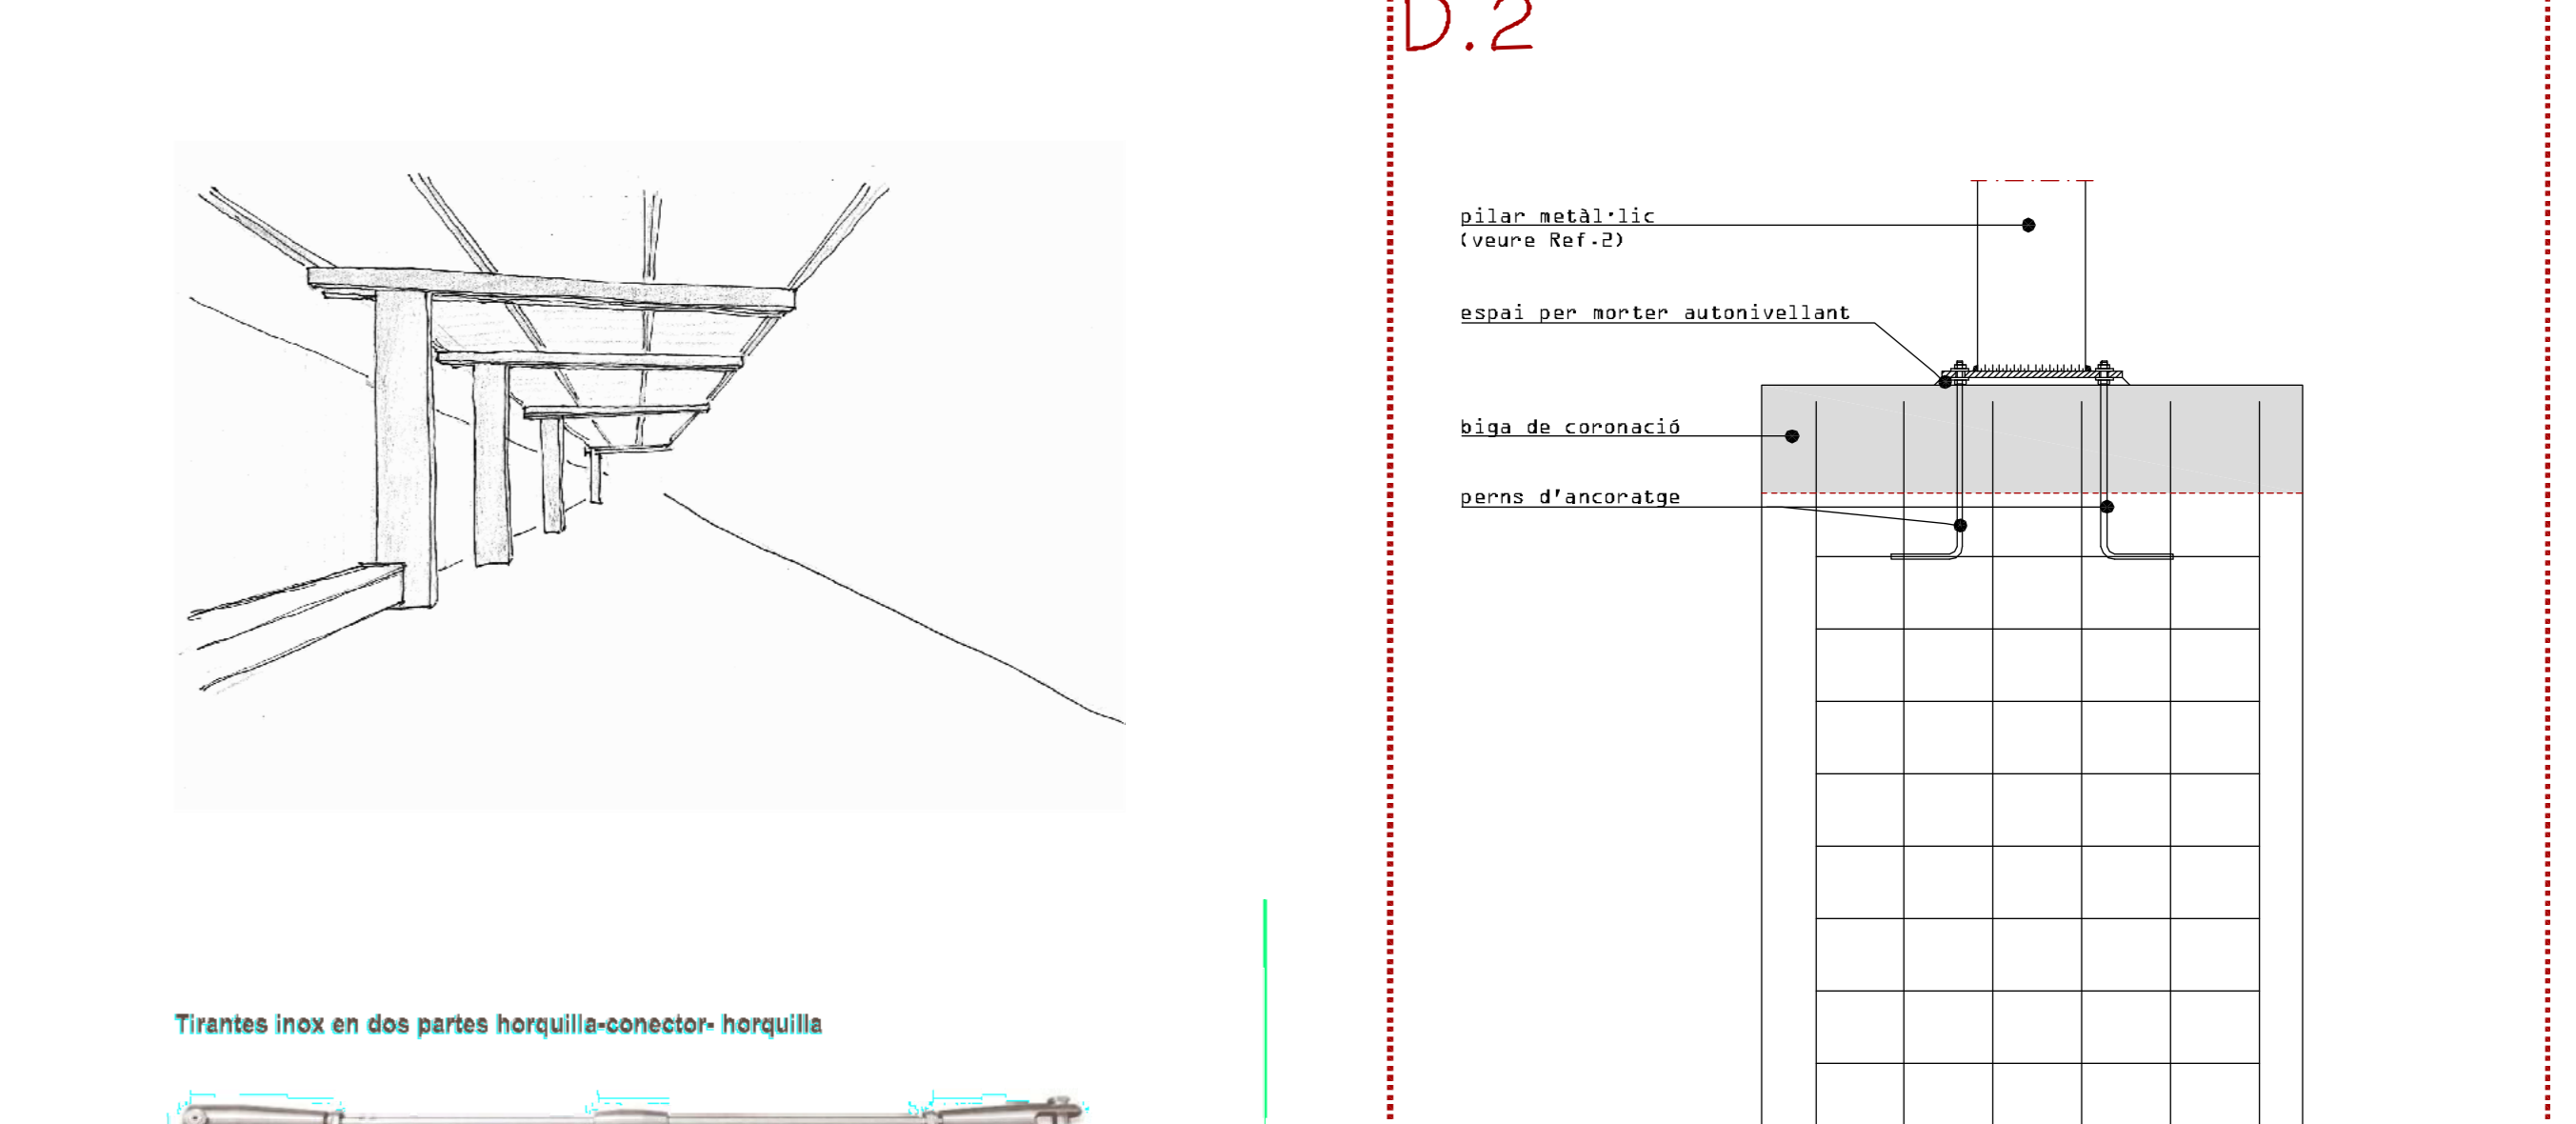 D.2
pilar metàl·lic
(veure Ref.2)
espai per morter autonivellant
biga de coronació
perns d'ancoratge
Tirantes inox en dos partes horquilla-conector- horquilla